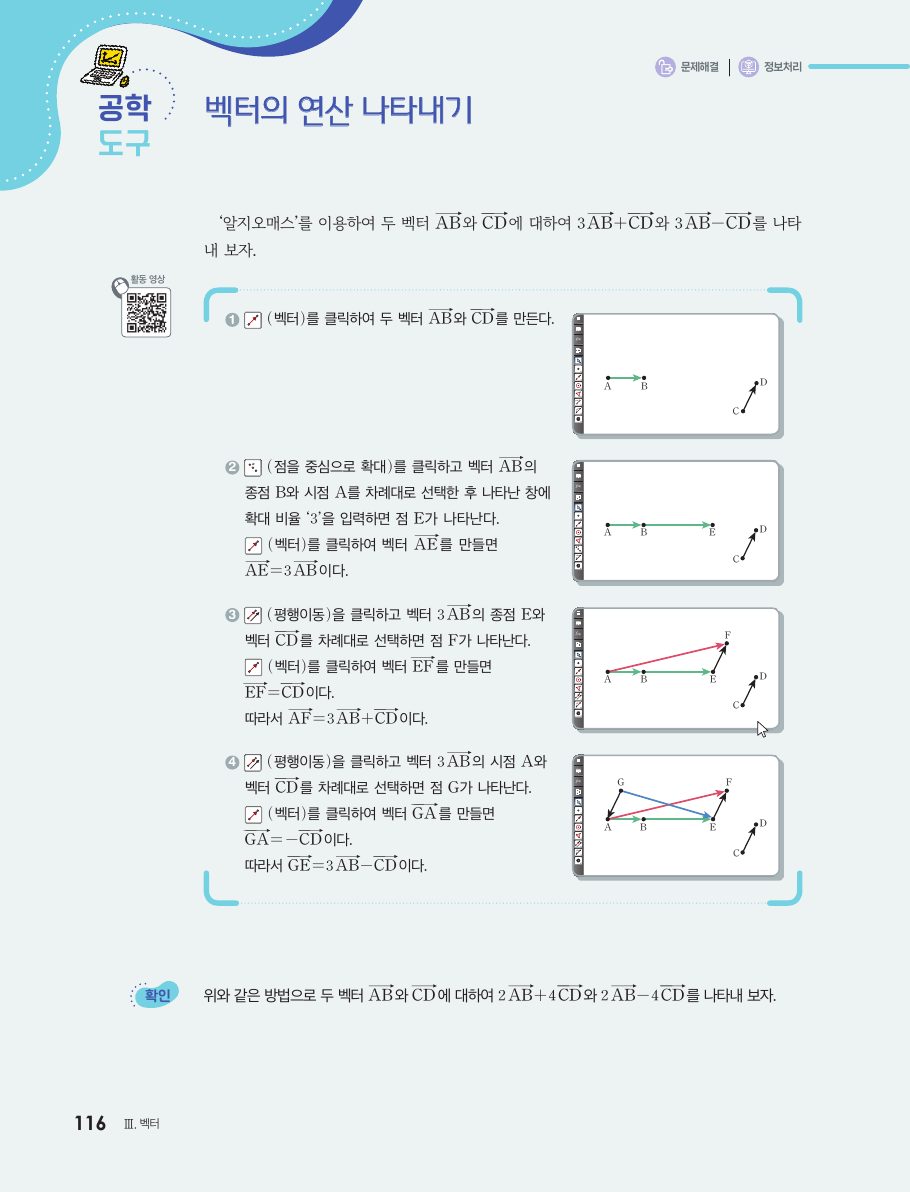 문제해결
정보처리
공학
도구
벡터의 연산 나타내기
‘알지오매스’를 이용하여 두 벡터 AB와 CD에 대하여 3AB+CD와 3AB-CD를 나타
내 보자.
활동 영상
1 (벡터)를 클릭하여 두 벡터 AB와 CD를 만든다.
A B C D
2 (점을 중심으로 확대)를 클릭하고 벡터 AB의
종점 B와 시점 A를 차례대로 선택한 후 나타난 창에
확대 비율 ‘3’을 입력하면 점 E가 나타난다.
(벡터)를 클릭하여 벡터 AE를 만들면
AE=3AB이다.
A B E C D
3 (평행이동)을 클릭하고 벡터 3AB의 종점 E와
벡터 CD를 차례대로 선택하면 점 F가 나타난다.
(벡터)를 클릭하여 벡터 EF를 만들면
EF=CD이다.
따라서 AF=3AB+CD이다.
F
A B E C D
4 (평행이동)을 클릭하고 벡터 3AB의 시점 A와
벡터 CD를 차례대로 선택하면 점 G가 나타난다.
(벡터)를 클릭하여 벡터 GA를 만들면
GA=-CD이다.
따라서 GE=3AB-CD이다.
G F
A B E C D
확인
위와 같은 방법으로 두 벡터 AB와 CD에 대하여 2AB+4CD와 2AB-4CD를 나타내 보자.
116 Ⅲ. 벡터